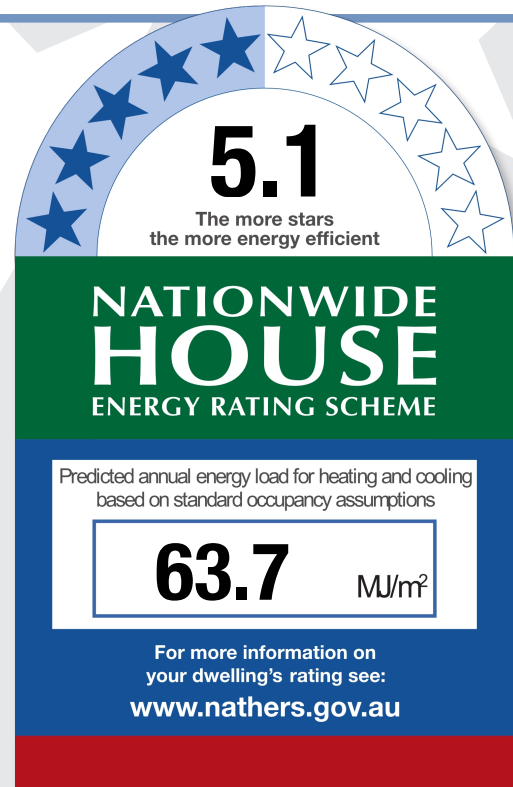 5.1
The more stars
the more energy efficient
NATIONWIDE
HOUSE
ENERGY RATING SCHEME
Predicted annual energy load for heating and cooling
based on standard occupancy assumptions
63.7 MJ/m²
For more information on
your dwelling's rating see:
www.nathers.gov.au